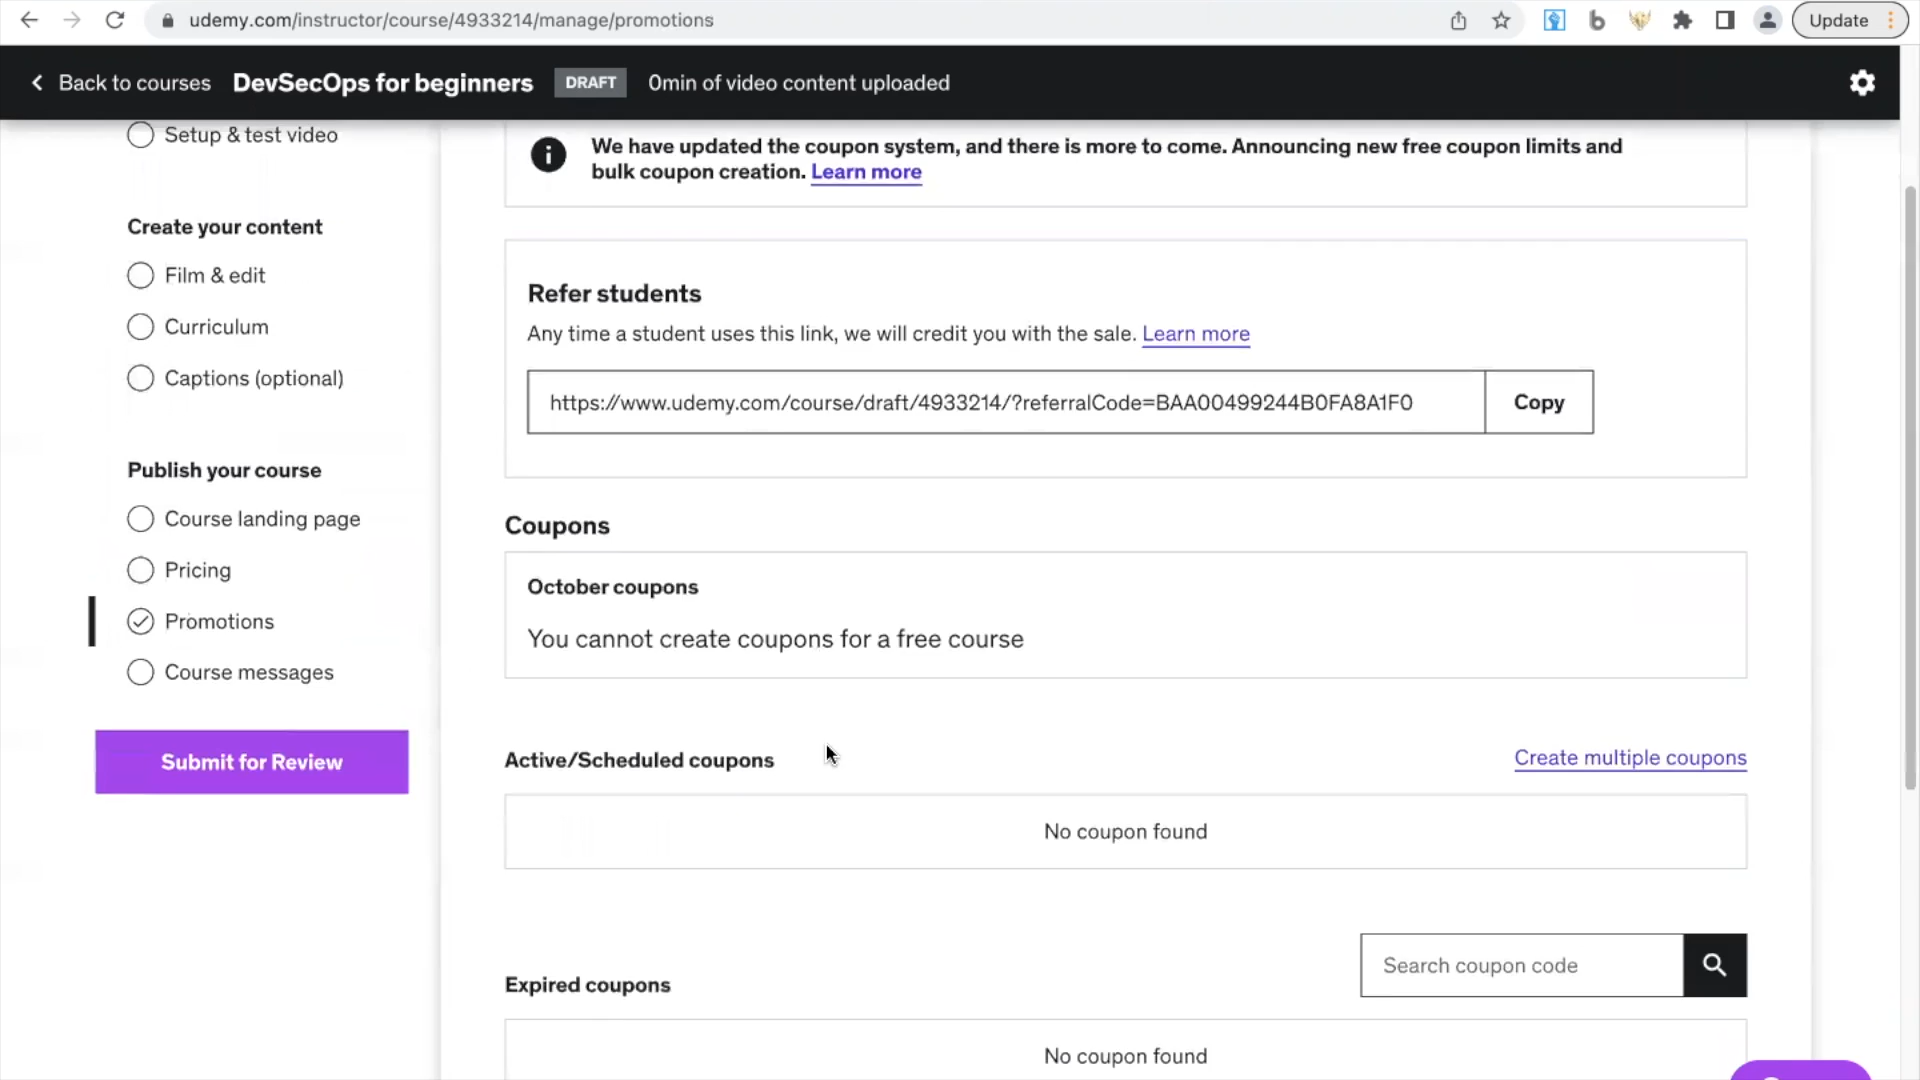 udemy.com/instructor/course/4933214/manage/promotions
Update
Back to courses
DevSecOps for beginners
DRAFT
0min of video content uploaded
Setup & test video
Create your content
Film & edit
Curriculum
Captions (optional)
Publish your course
Course landing page
Pricing
Promotions
Course messages
Submit for Review
We have updated the coupon system, and there is more to come. Announcing new free coupon limits and
bulk coupon creation. Learn more
Refer students
Any time a student uses this link, we will credit you with the sale. Learn more
https://www.udemy.com/course/draft/4933214/?referralCode=BAA00499244B0FA8A1F0
Copy
Coupons
October coupons
You cannot create coupons for a free course
Active/Scheduled coupons
Create multiple coupons
No coupon found
Search coupon code
Expired coupons
No coupon found